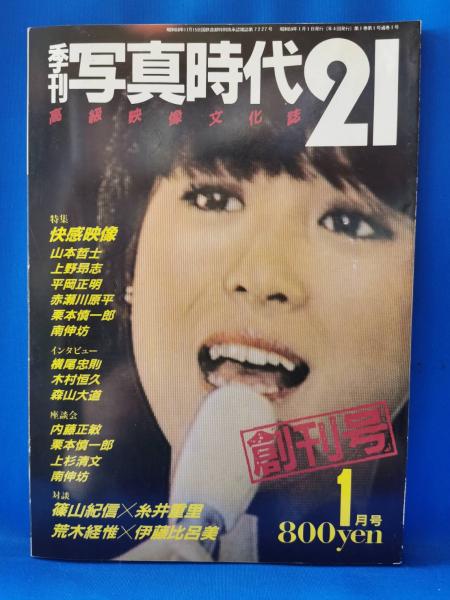 季刊
写真時代21
高級映像文化誌
特集
快感映像
山本哲士
上野昻志
平岡正明
赤瀬川原平
栗本慎一郎
南伸坊
インタビュー
横尾忠則
木村恒久
森山大道
座談会
内藤正敏
栗本慎一郎
上杉清文
南伸坊
対談
篠山紀信×糸井重里
荒木経惟×伊藤比呂美
創刊号
1月号
800yen